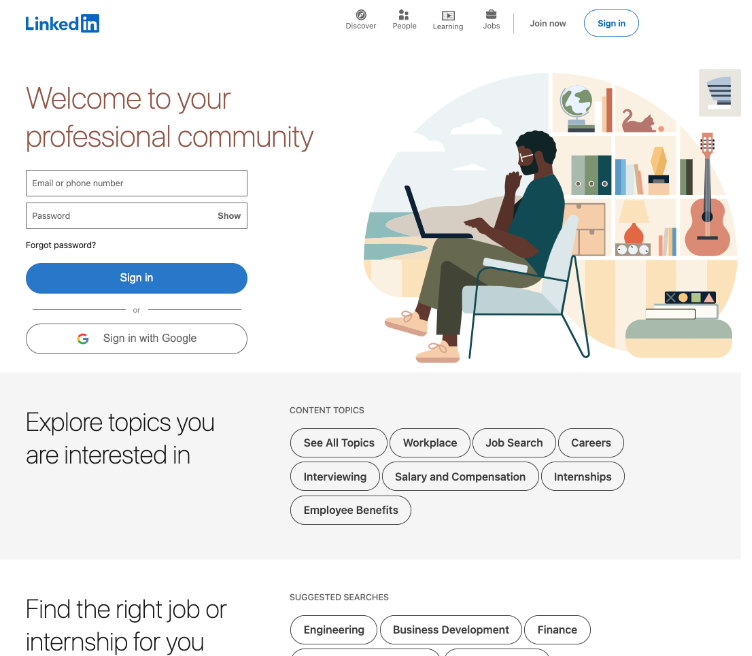 Linked in
Discover
People
Learning
Jobs
Join now
Sign in
Welcome to your
professional community
Email or phone number
Password Show
Forgot password?
Sign in
or
Sign in with Google
Explore topics you
are interested in
CONTENT TOPICS
See All Topics Workplace Job Search Careers
Interviewing Salary and Compensation Internships
Employee Benefits
Find the right job or
internship for you
SUGGESTED SEARCHES
Engineering Business Development Finance